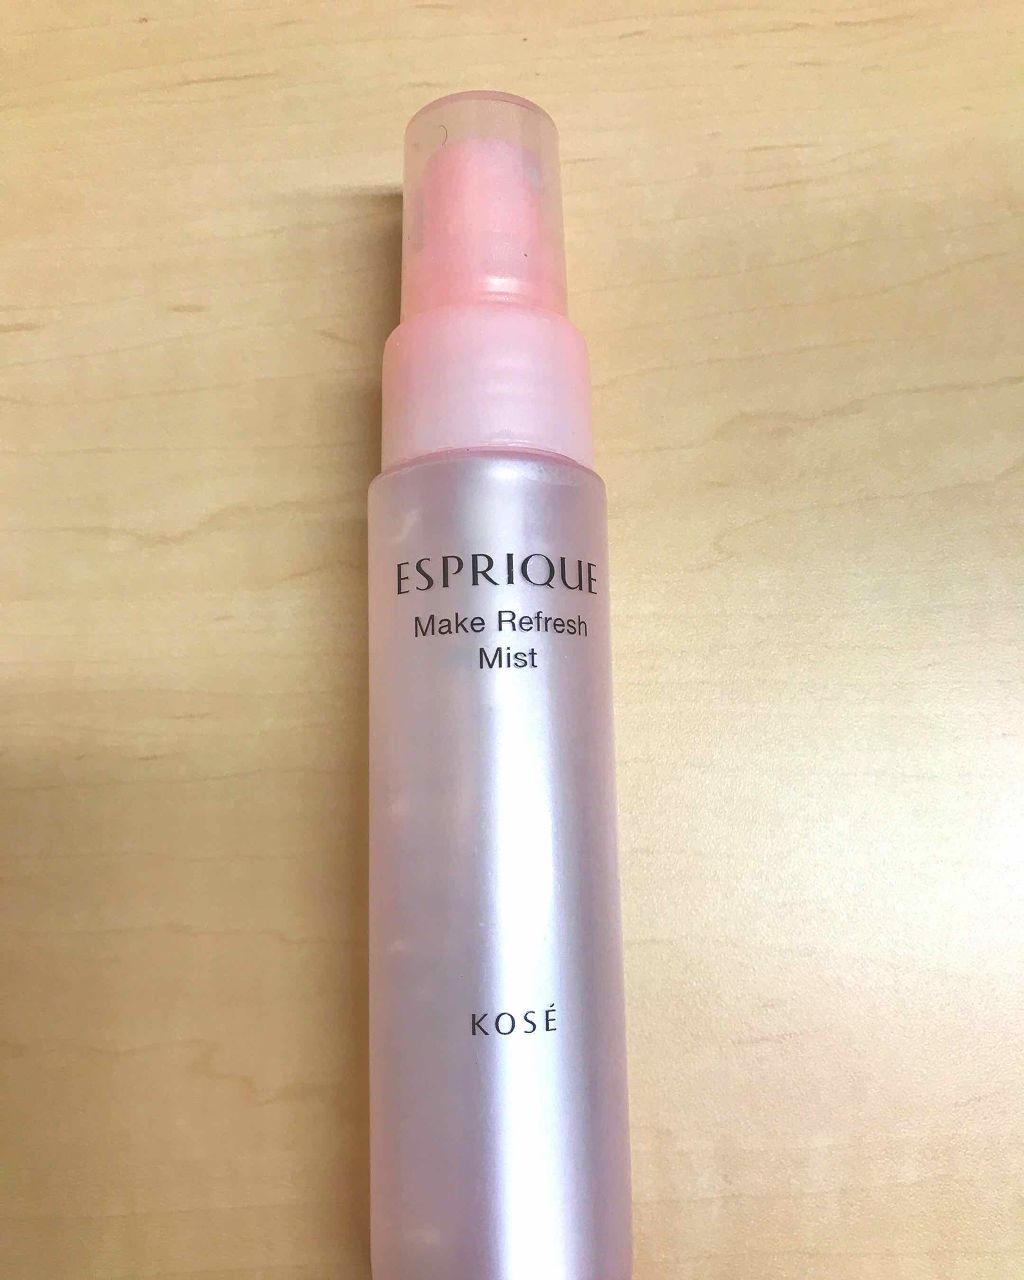 ESPRIQUE
Make Refresh
Mist
KOSÉ